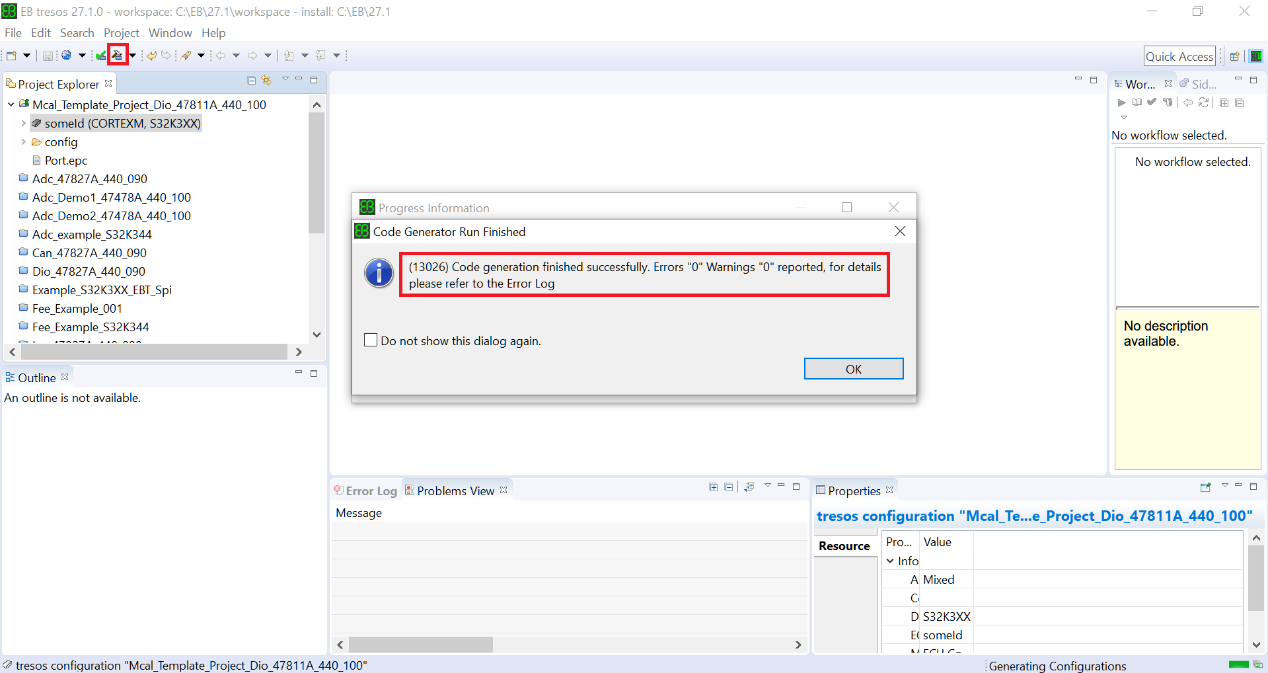 EB tresos 27.1.0 - workspace: C:\EB\27.1\workspace - install: C:\EB\27.1
File Edit Search Project Window Help
Quick Access
Project Explorer
Mcal_Template_Project_Dio_47811A_440_100
someId (CORTEXM, S32K3XX)
config
Port.epc
Adc_47827A_440_090
Adc_Demo1_47478A_440_100
Adc_Demo2_47478A_440_100
Adc_example_S32K344
Can_47827A_440_090
Dio_47827A_440_090
Example_S32K3XX_EBT_Spi
Fee_Example_001
Fee_Example_S32K344
Outline
An outline is not available.
Progress Information
Code Generator Run Finished
(13026) Code generation finished successfully. Errors "0" Warnings "0" reported, for details
please refer to the Error Log
Do not show this dialog again.
OK
Wor... Sid...
No workflow selected.
No workflow selected.
No description
available.
Error Log Problems View
Message
Properties
tresos configuration "Mcal_Te...e_Project_Dio_47811A_440_100"
Resource
Pro... Value
Info
A Mixed
C
D S32K3XX
E someId
tresos configuration "Mcal_Template_Project_Dio_47811A_440_100"
Generating Configurations